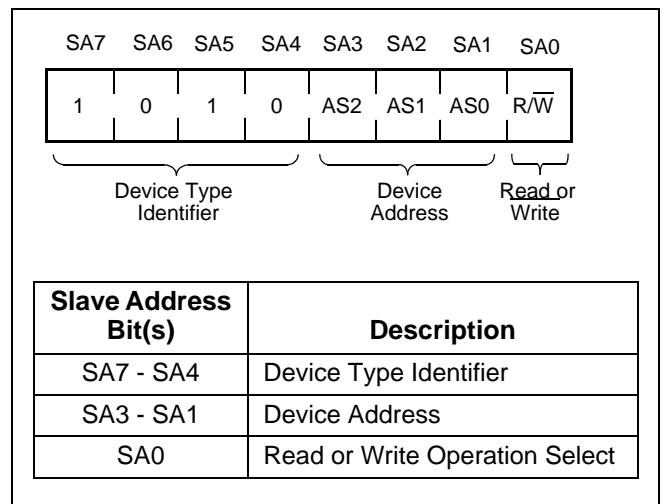 SA7 SA6 SA5 SA4 SA3 SA2 SA1 SA0
1 0 1 0 AS2 AS1 AS0 R/W̅
Device Type Device Read or
Identifier Address Write
Slave Address
Bit(s) Description
SA7 - SA4 Device Type Identifier
SA3 - SA1 Device Address
SA0 Read or Write Operation Select